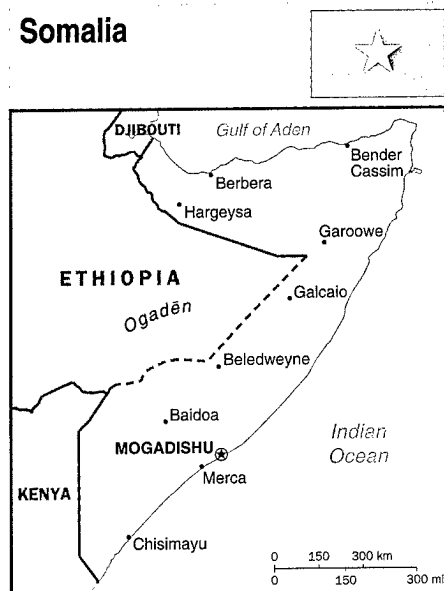 Somalia
DJIBOUTI
Gulf of Aden
Bender
Cassim
Berbera
Hargeysa
Garoowe
ETHIOPIA
Galcaio
Ogadēn
Beledweyne
Baidoa
Indian
Ocean
MOGADISHU
Merca
KENYA
Chisimayu
0 150 300 km
0 150 300 mi